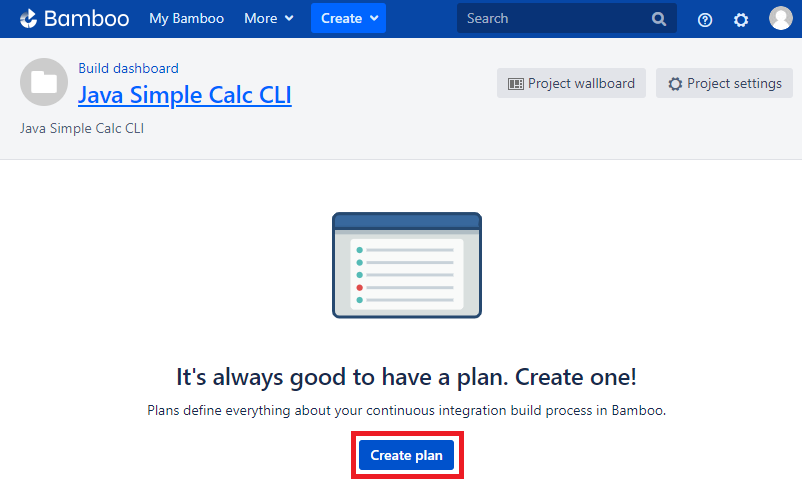 Bamboo My Bamboo More Create Search
Build dashboard
Java Simple Calc CLI
Project wallboard Project settings
Java Simple Calc CLI
It's always good to have a plan. Create one!
Plans define everything about your continuous integration build process in Bamboo.
Create plan